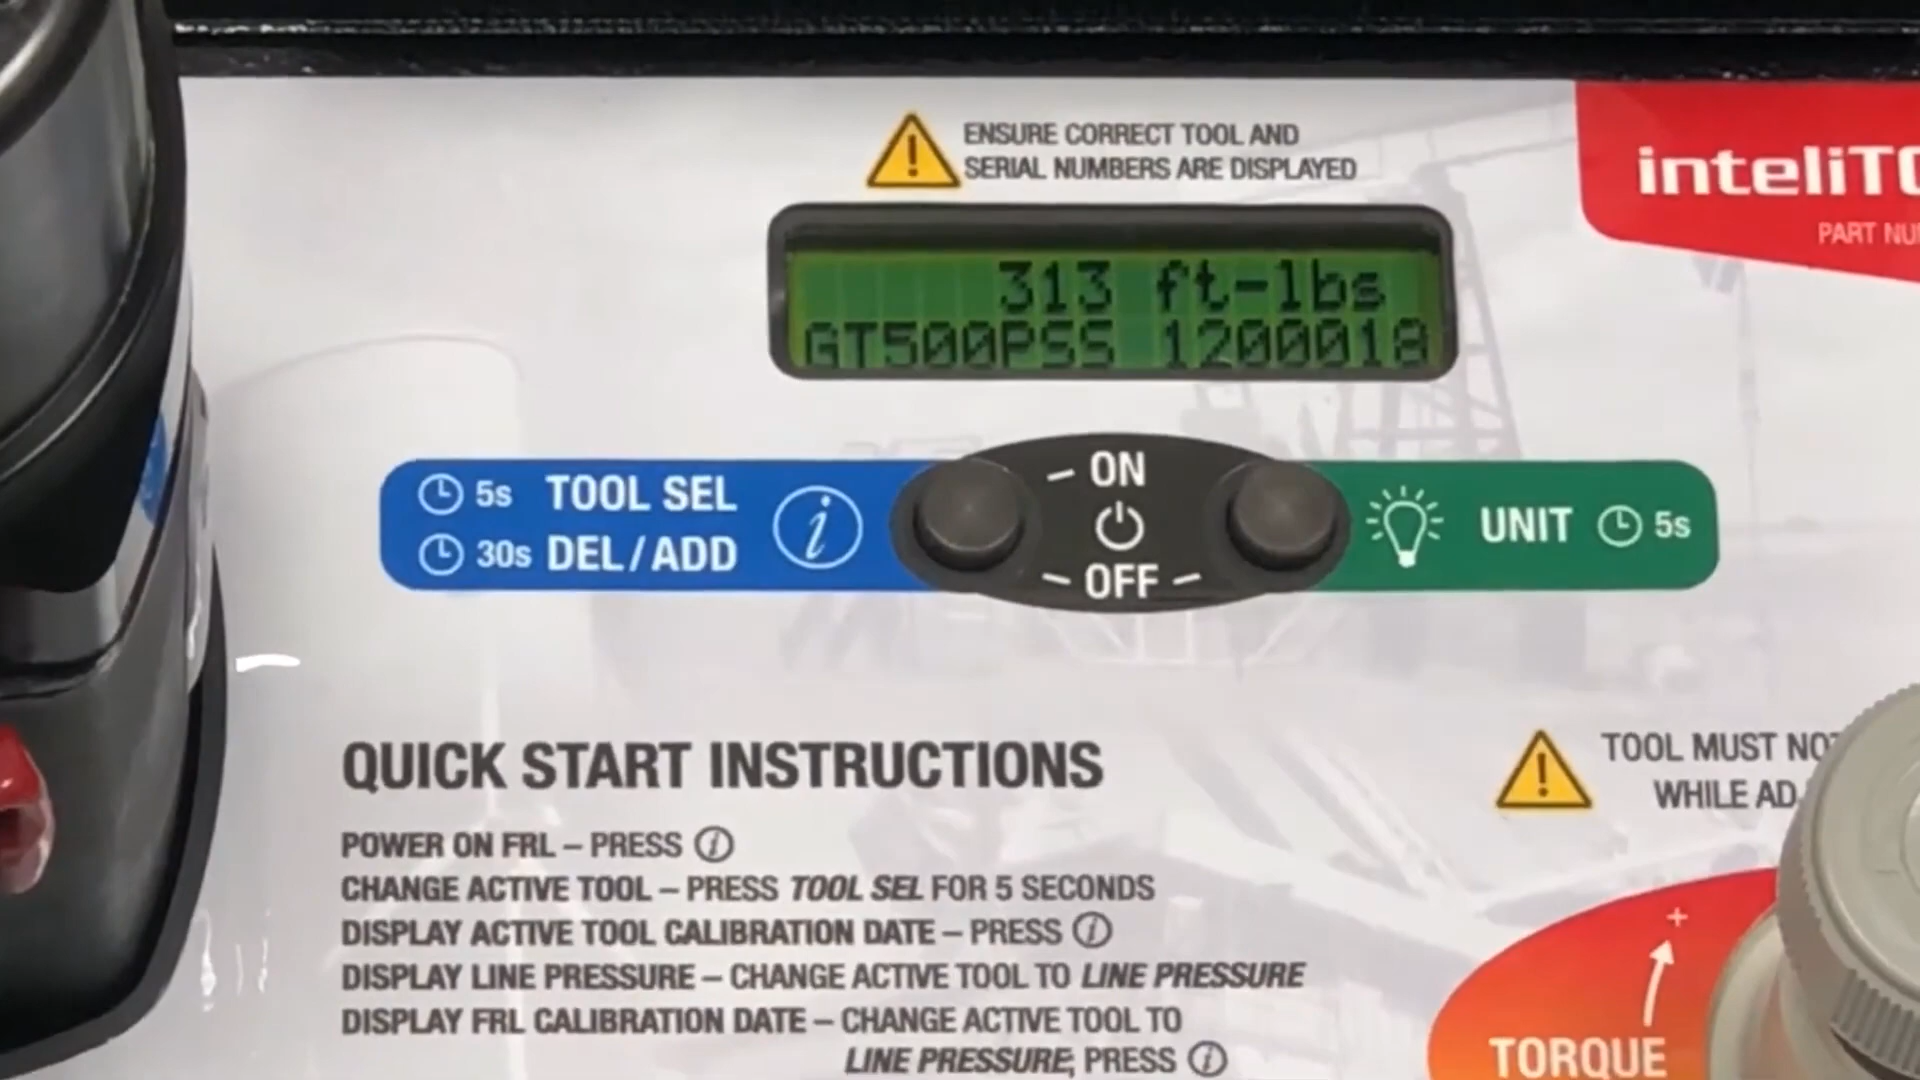 ENSURE CORRECT TOOL AND
SERIAL NUMBERS ARE DISPLAYED
inteliTO
PART NU
313 ft-lbs
GT500PSS 1200018
5s TOOL SEL
30s DEL/ADD
i
– ON
– OFF –
UNIT 5s
QUICK START INSTRUCTIONS
POWER ON FRL – PRESS i
CHANGE ACTIVE TOOL – PRESS TOOL SEL FOR 5 SECONDS
DISPLAY ACTIVE TOOL CALIBRATION DATE – PRESS i
DISPLAY LINE PRESSURE – CHANGE ACTIVE TOOL TO LINE PRESSURE
DISPLAY FRL CALIBRATION DATE – CHANGE ACTIVE TOOL TO
LINE PRESSURE; PRESS i
TOOL MUST NOT
WHILE AD
+
TORQUE